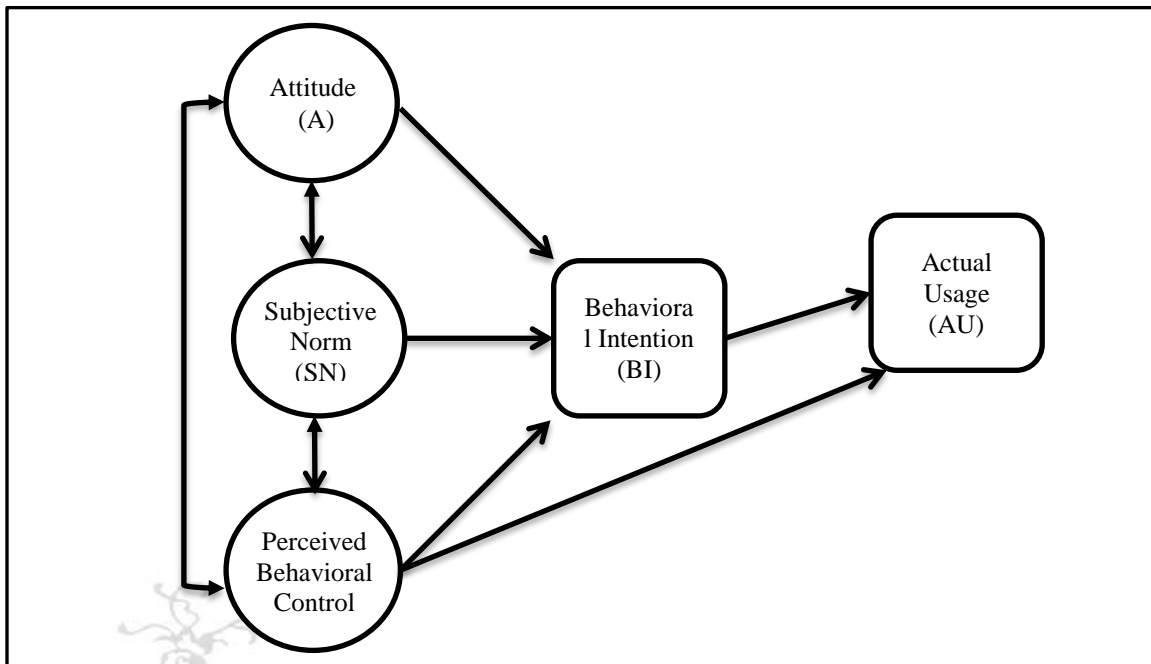 Attitude
(A)
Subjective
Norm
(SN)
Behaviora
l Intention
(BI)
Actual
Usage
(AU)
Perceived
Behavioral
Control